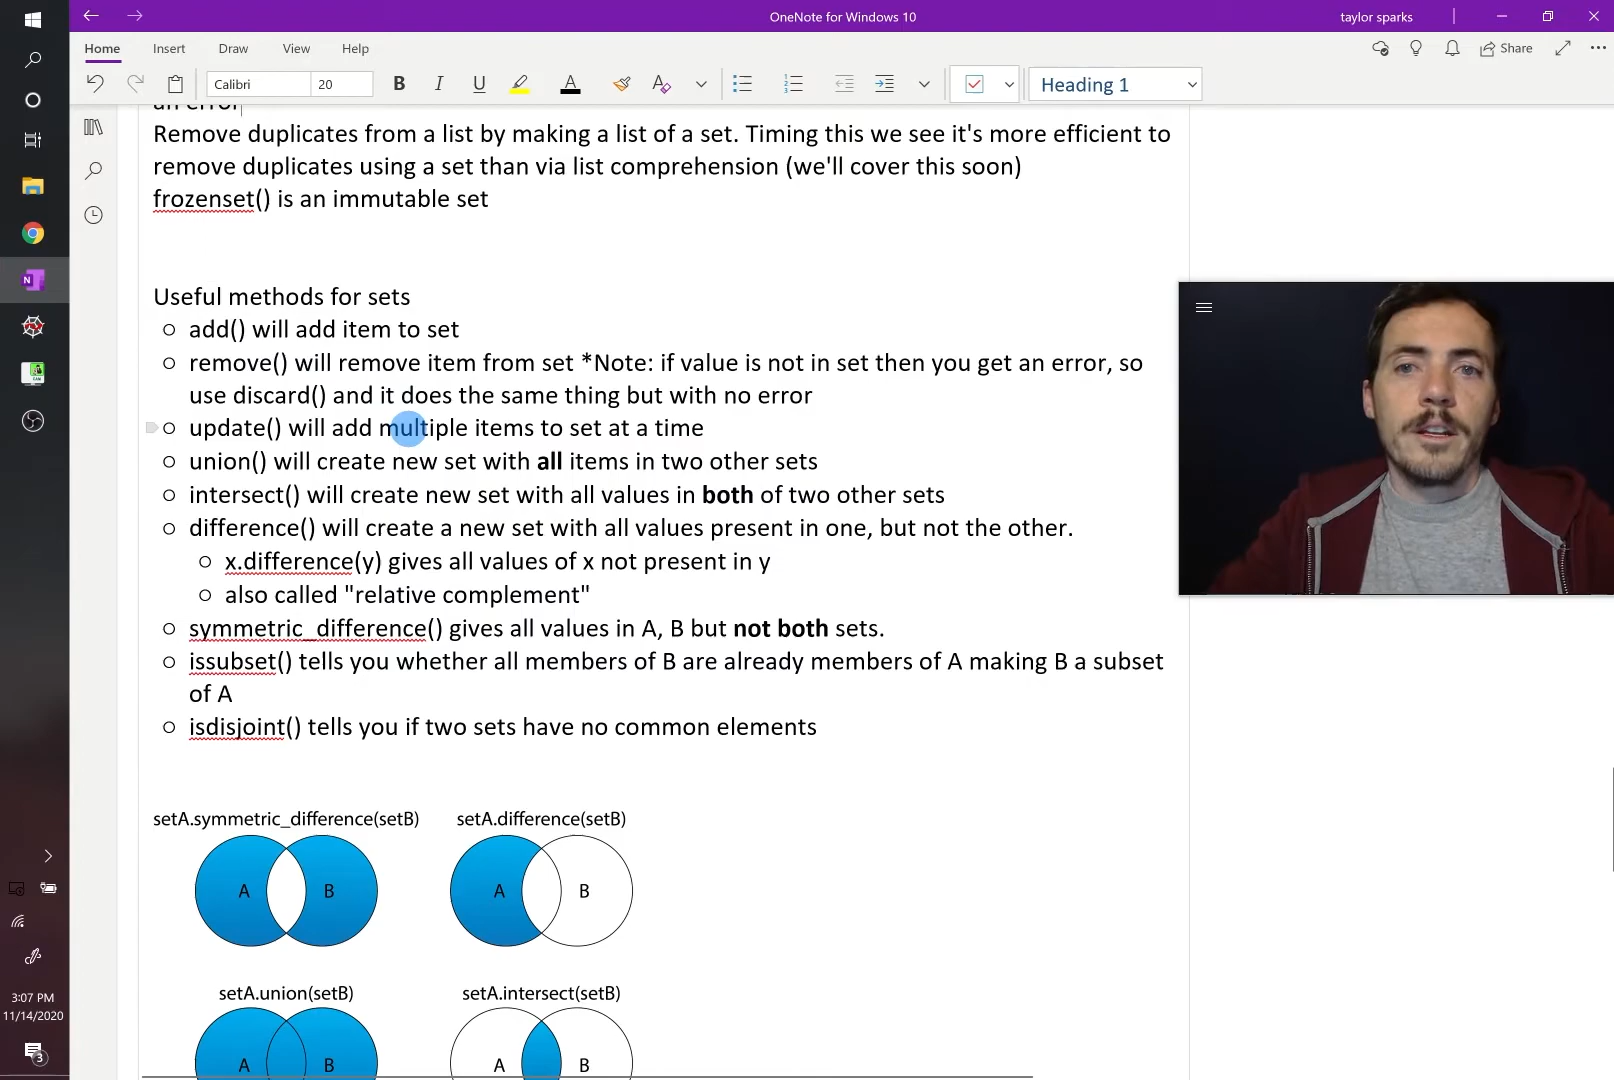 OneNote for Windows 10
taylor sparks
Home Insert Draw View Help
Share
Calibri 20 B I U A A Heading 1
an error
Remove duplicates from a list by making a list of a set. Timing this we see it's more efficient to
remove duplicates using a set than via list comprehension (we'll cover this soon)
frozenset() is an immutable set
Useful methods for sets
add() will add item to set
remove() will remove item from set *Note: if value is not in set then you get an error, so
use discard() and it does the same thing but with no error
update() will add multiple items to set at a time
union() will create new set with all items in two other sets
intersect() will create new set with all values in both of two other sets
difference() will create a new set with all values present in one, but not the other.
x.difference(y) gives all values of x not present in y
also called "relative complement"
symmetric_difference() gives all values in A, B but not both sets.
issubset() tells you whether all members of B are already members of A making B a subset
of A
isdisjoint() tells you if two sets have no common elements
setA.symmetric_difference(setB) setA.difference(setB)
A B A B
setA.union(setB) setA.intersect(setB)
A B A B
3:07 PM
11/14/2020
3